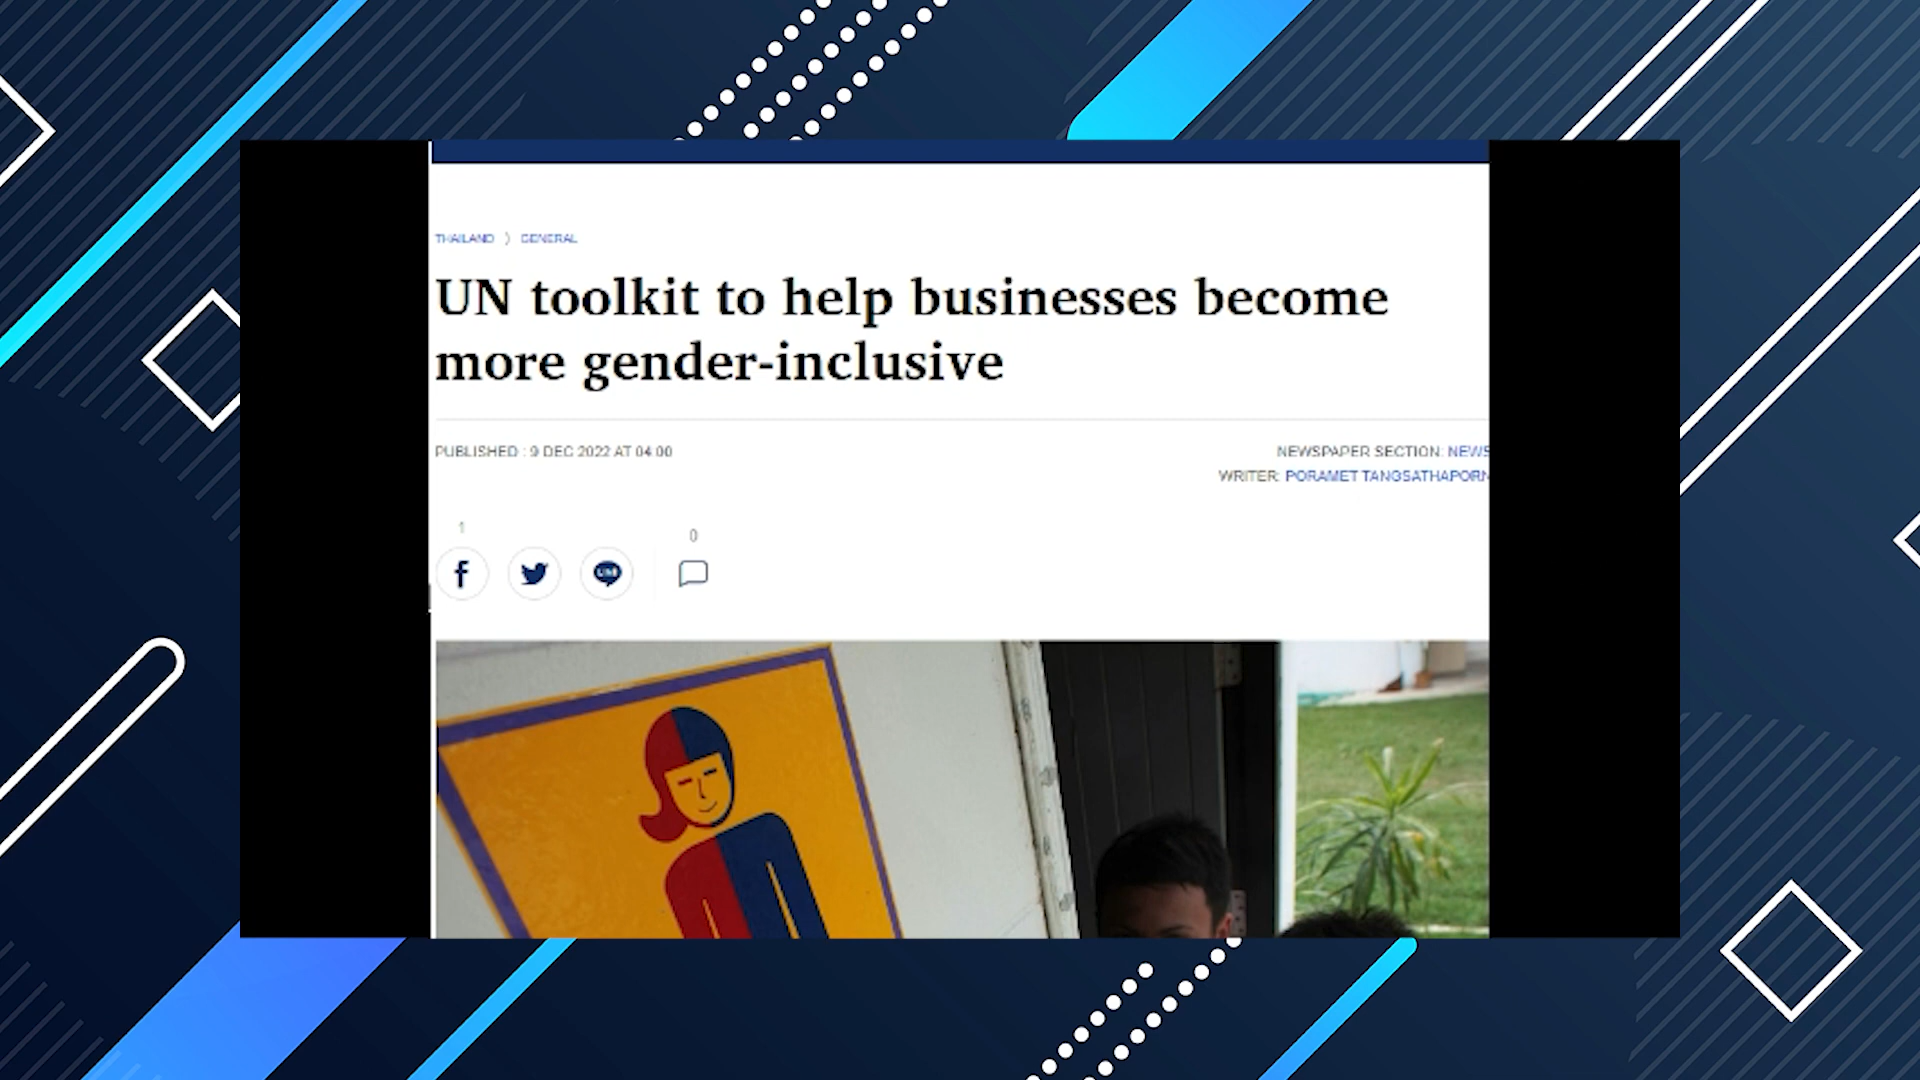 THAILAND 〉 GENERAL
UN toolkit to help businesses become
more gender-inclusive
PUBLISHED : 9 DEC 2022 AT 04:00
NEWSPAPER SECTION: NEWS
WRITER: PORAMET TANGSATHAPORN
1
0
f
LINE